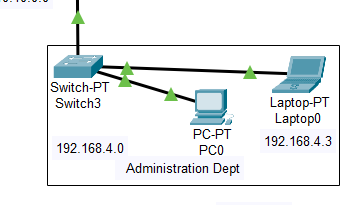 Switch-PT
Switch3
Laptop-PT
Laptop0
PC-PT
PC0
192.168.4.0
192.168.4.3
Administration Dept